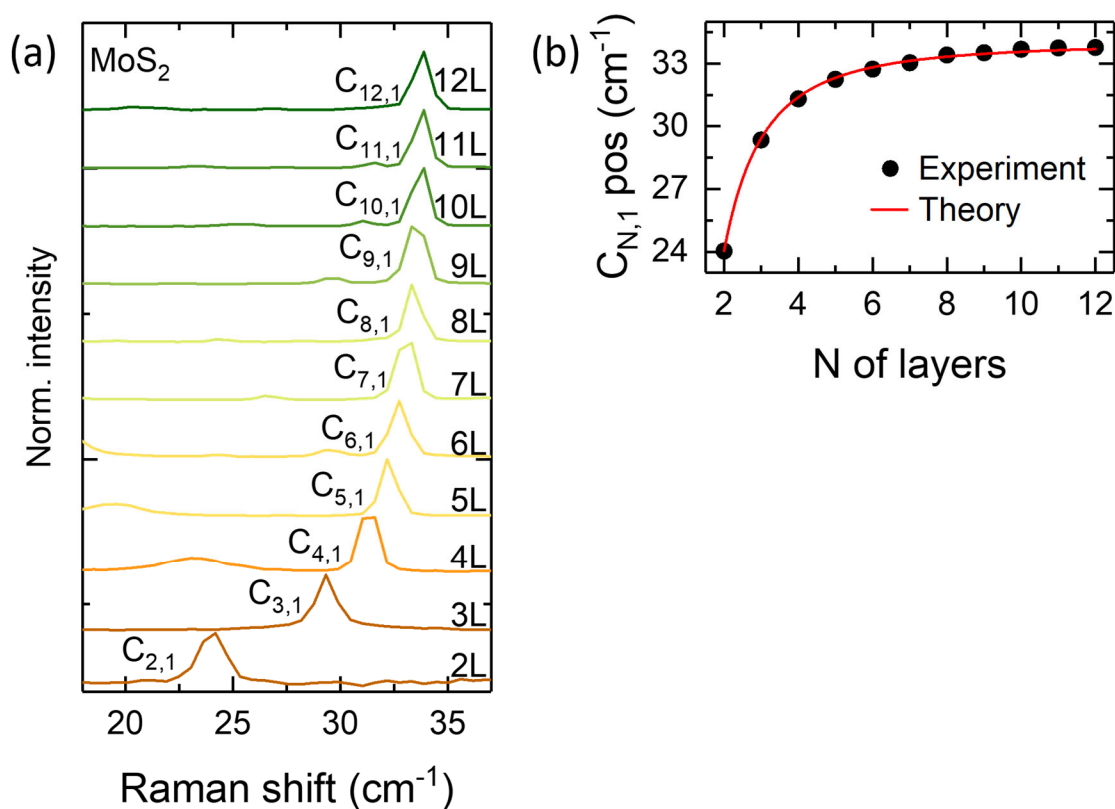 (a)
MoS2
C12,1 12L
C11,1 11L
C10,1 10L
C9,1 9L
C8,1 8L
C7,1 7L
C6,1 6L
C5,1 5L
C4,1 4L
C3,1 3L
C2,1 2L
Norm. intensity
20 25 30 35
Raman shift (cm-1)
(b)
CN,1 pos (cm-1)
33
30
27
24
Experiment
Theory
2 4 6 8 10 12
N of layers